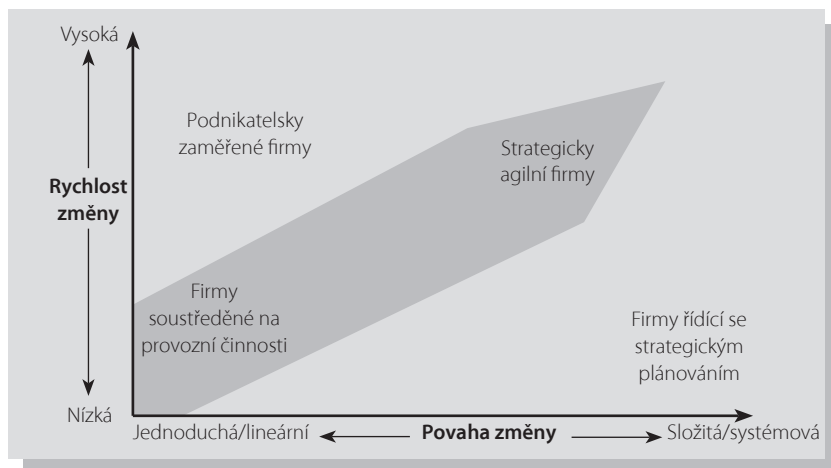 Vysoká
Podnikatelsky
zaměřené firmy
Strategicky
agilní firmy
Rychlost
změny
Firmy
soustředěné na
provozní činnosti
Firmy řídící se
strategickým
plánováním
Nízká
Jednoduchá/lineární
Povaha změny
Složitá/systémová